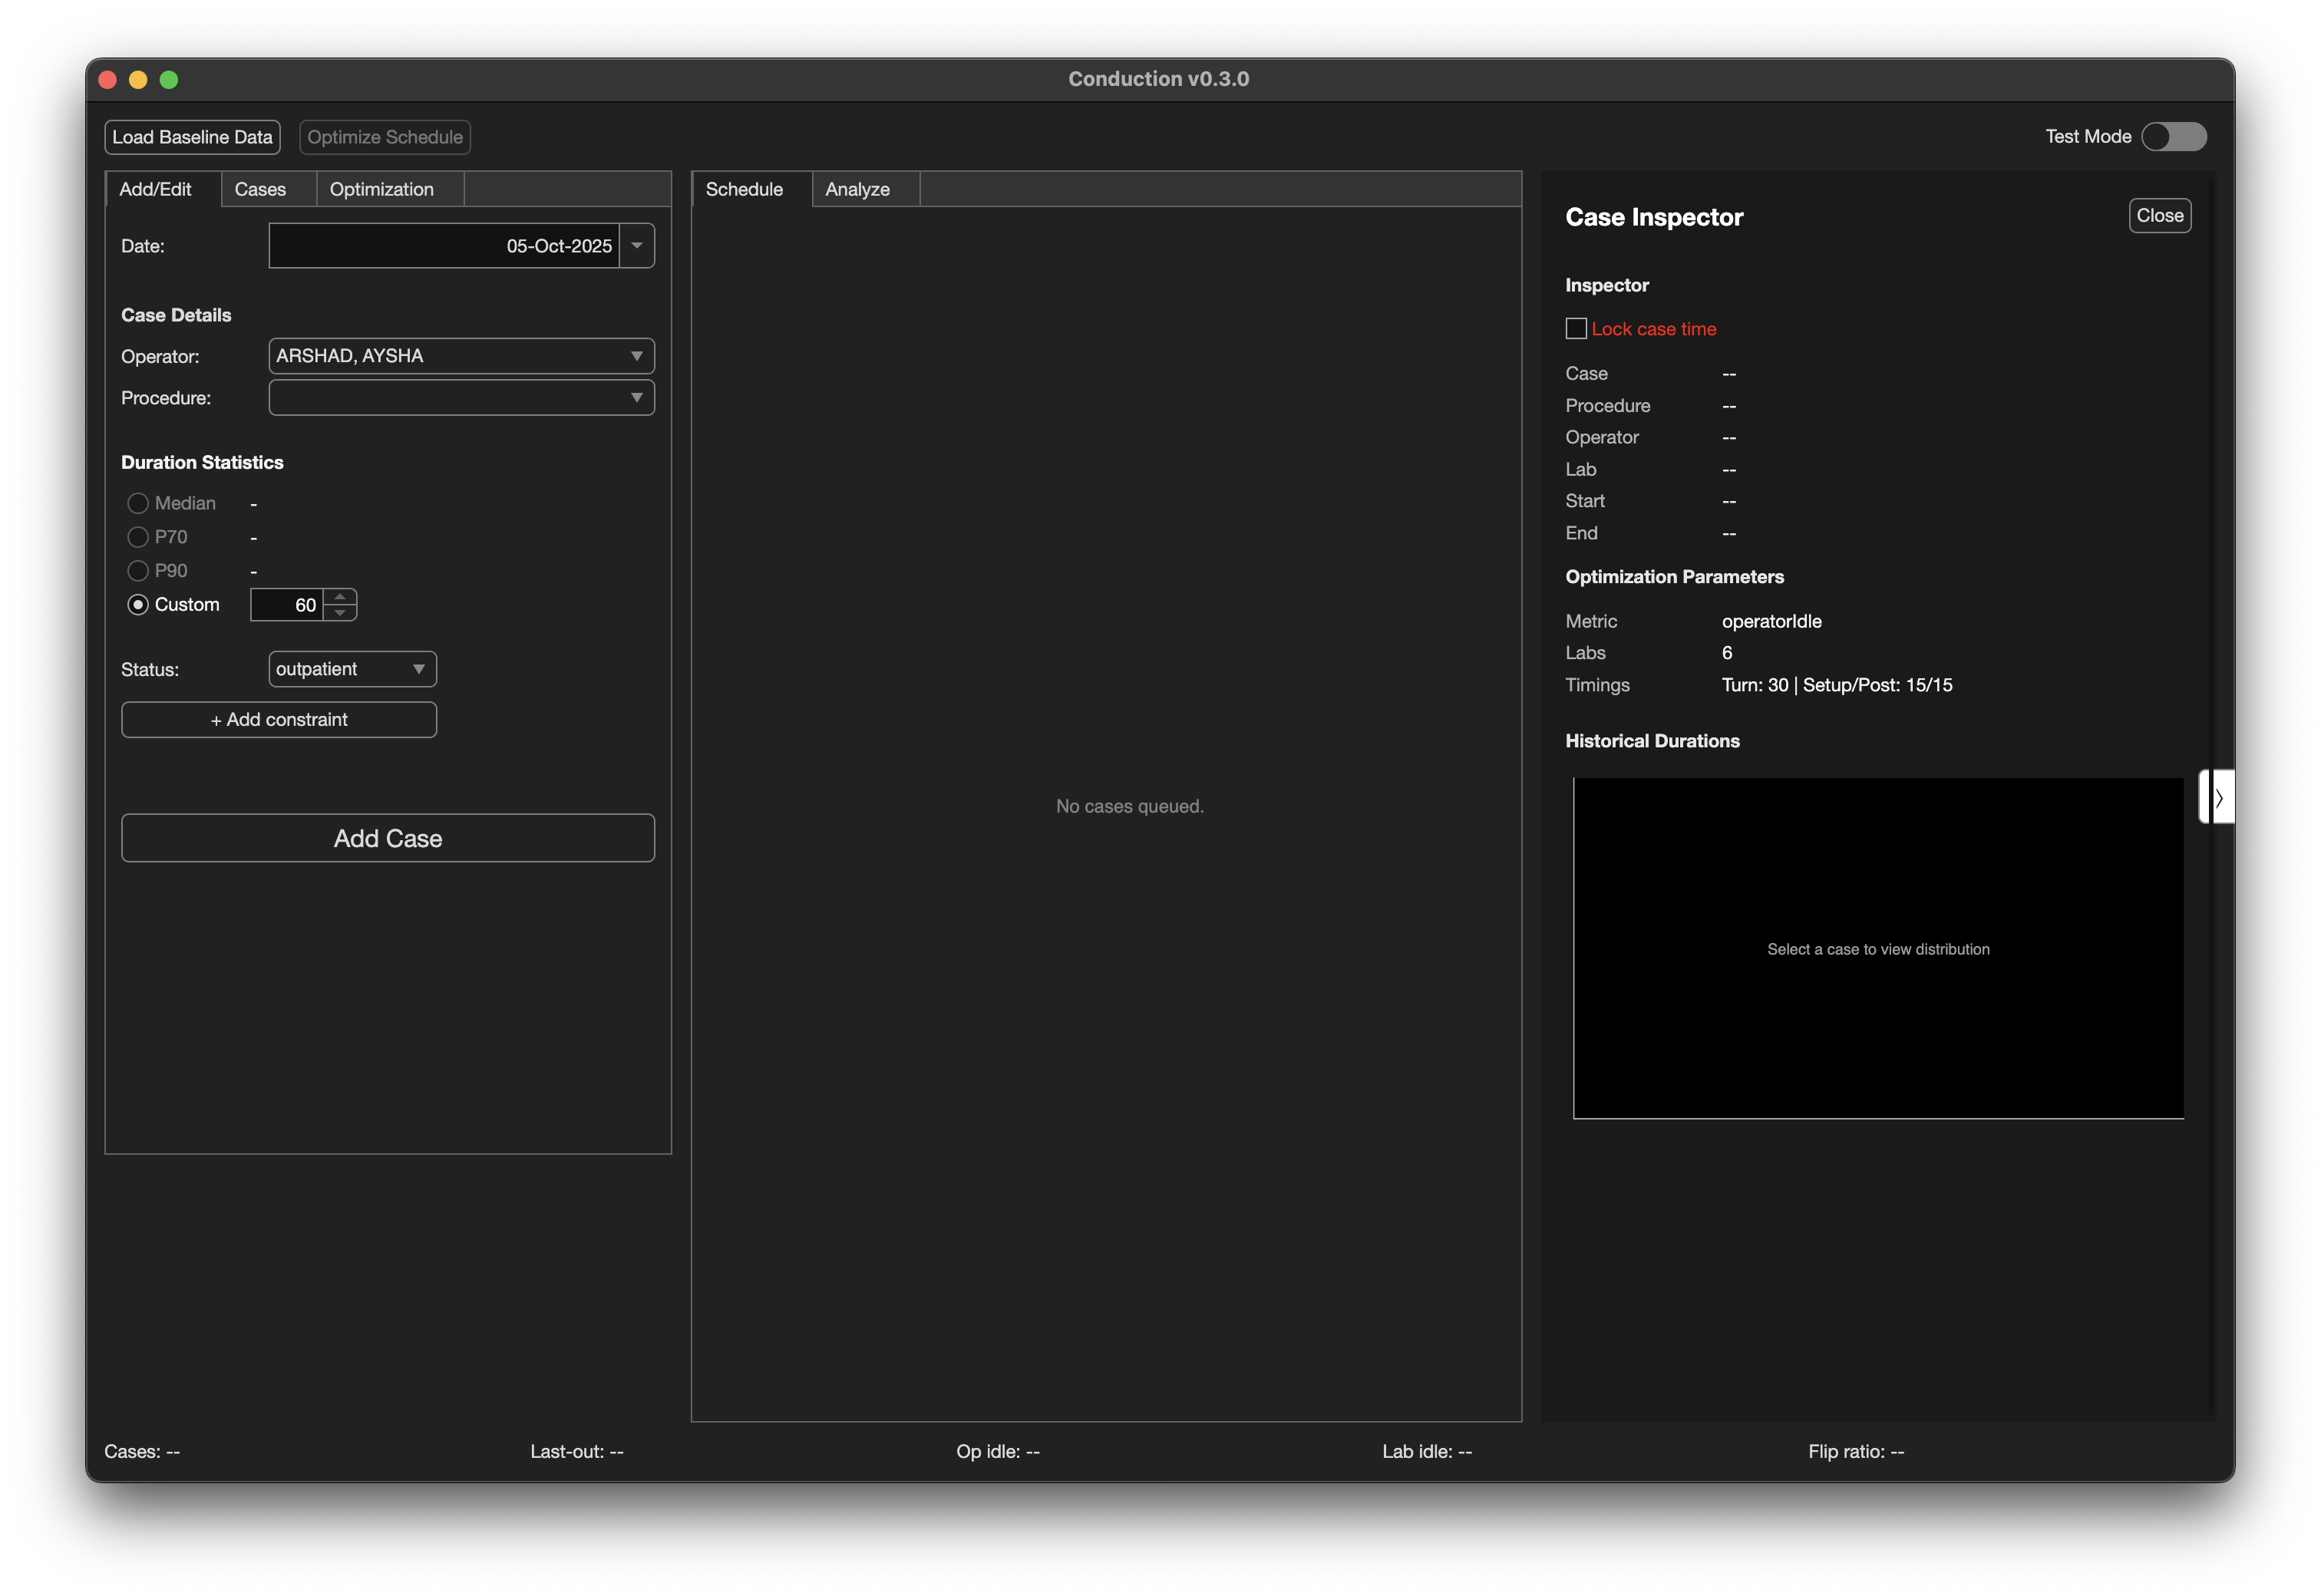 Conduction v0.3.0
Load Baseline Data
Optimize Schedule
Test Mode
Add/Edit
Cases
Optimization
Date:
05-Oct-2025
Case Details
Operator:
ARSHAD, AYSHA
Procedure:
Duration Statistics
Median -
P70 -
P90 -
Custom 60
Status:
outpatient
+ Add constraint
Add Case
Schedule
Analyze
No cases queued.
Case Inspector
Close
Inspector
Lock case time
Case --
Procedure --
Operator --
Lab --
Start --
End --
Optimization Parameters
Metric operatorIdle
Labs 6
Timings Turn: 30 | Setup/Post: 15/15
Historical Durations
Select a case to view distribution
Cases: --
Last-out: --
Op idle: --
Lab idle: --
Flip ratio: --